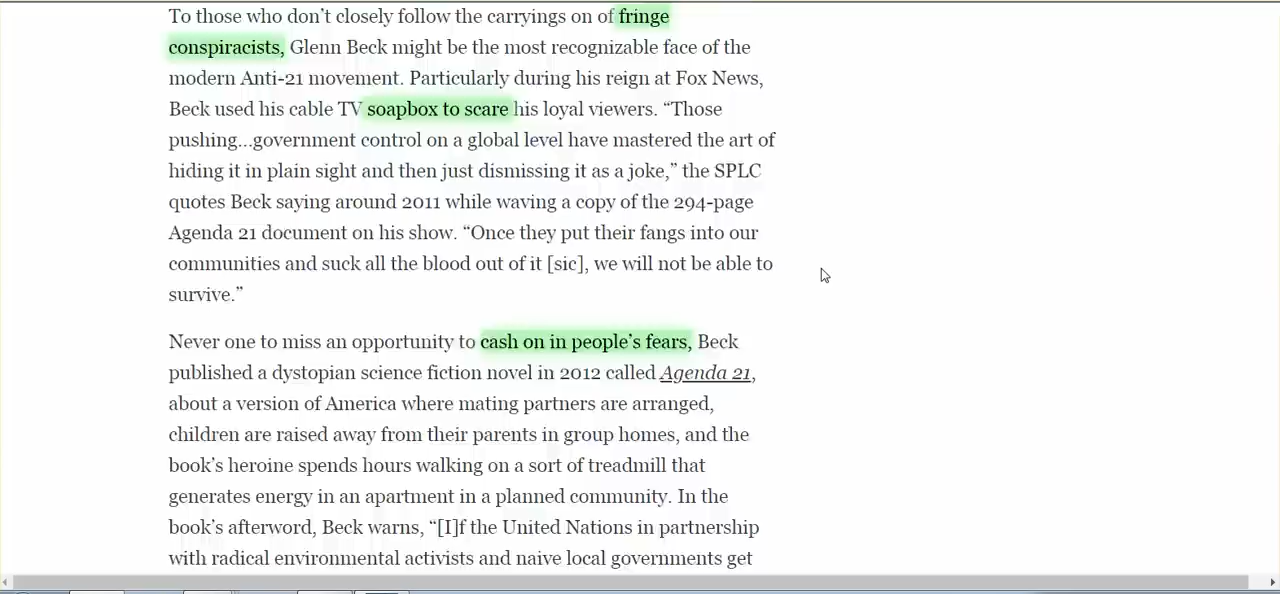 To those who don’t closely follow the carryings on of fringe
conspiracists, Glenn Beck might be the most recognizable face of the
modern Anti-21 movement. Particularly during his reign at Fox News,
Beck used his cable TV soapbox to scare his loyal viewers. “Those
pushing...government control on a global level have mastered the art of
hiding it in plain sight and then just dismissing it as a joke,” the SPLC
quotes Beck saying around 2011 while waving a copy of the 294-page
Agenda 21 document on his show. “Once they put their fangs into our
communities and suck all the blood out of it [sic], we will not be able to
survive.”
Never one to miss an opportunity to cash on in people’s fears, Beck
published a dystopian science fiction novel in 2012 called Agenda 21,
about a version of America where mating partners are arranged,
children are raised away from their parents in group homes, and the
book’s heroine spends hours walking on a sort of treadmill that
generates energy in an apartment in a planned community. In the
book’s afterword, Beck warns, “[I]f the United Nations in partnership
with radical environmental activists and naive local governments get